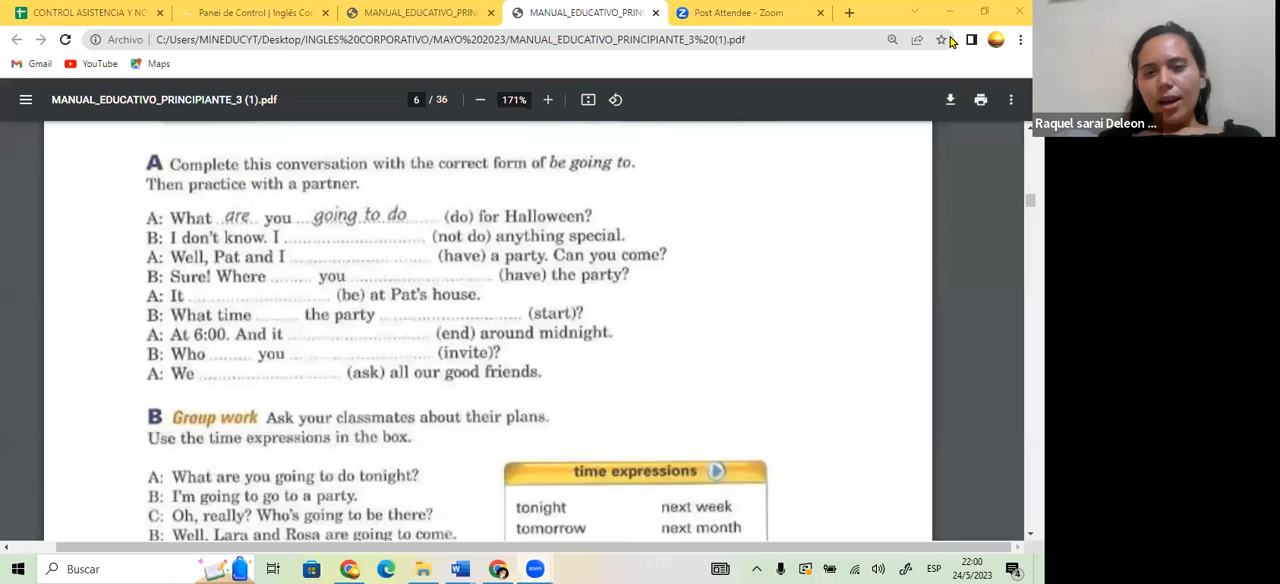 CONTROL ASISTENCIA Y NO
Panel de Control | Inglés Cor
MANUAL_EDUCATIVO_PRIN
MANUAL_EDUCATIVO_PRIN
Post Attendee - Zoom
Archivo C:/Users/MINEDUCYT/Desktop/INGLES%20CORPORATIVO/MAYO%202023/MANUAL_EDUCATIVO_PRINCIPIANTE_3%20(1).pdf
Gmail YouTube Maps
MANUAL_EDUCATIVO_PRINCIPIANTE_3 (1).pdf 6 / 36 171%
Raquel sarai Deleon ...
A Complete this conversation with the correct form of be going to.
Then practice with a partner.
A: What are you going to do (do) for Halloween?
B: I don't know. I .......................... (not do) anything special.
A: Well, Pat and I .......................... (have) a party. Can you come?
B: Sure! Where ........ you .......................... (have) the party?
A: It .......................... (be) at Pat's house.
B: What time ........ the party .......................... (start)?
A: At 6:00. And it .......................... (end) around midnight.
B: Who ........ you .......................... (invite)?
A: We .......................... (ask) all our good friends.
B Group work Ask your classmates about their plans.
Use the time expressions in the box.
A: What are you going to do tonight?
B: I'm going to go to a party.
C: Oh, really? Who's going to be there?
B: Well, Lara and Rosa are going to come.
time expressions
tonight next week
tomorrow next month
Buscar
ESP
22:00
24/5/2023
4